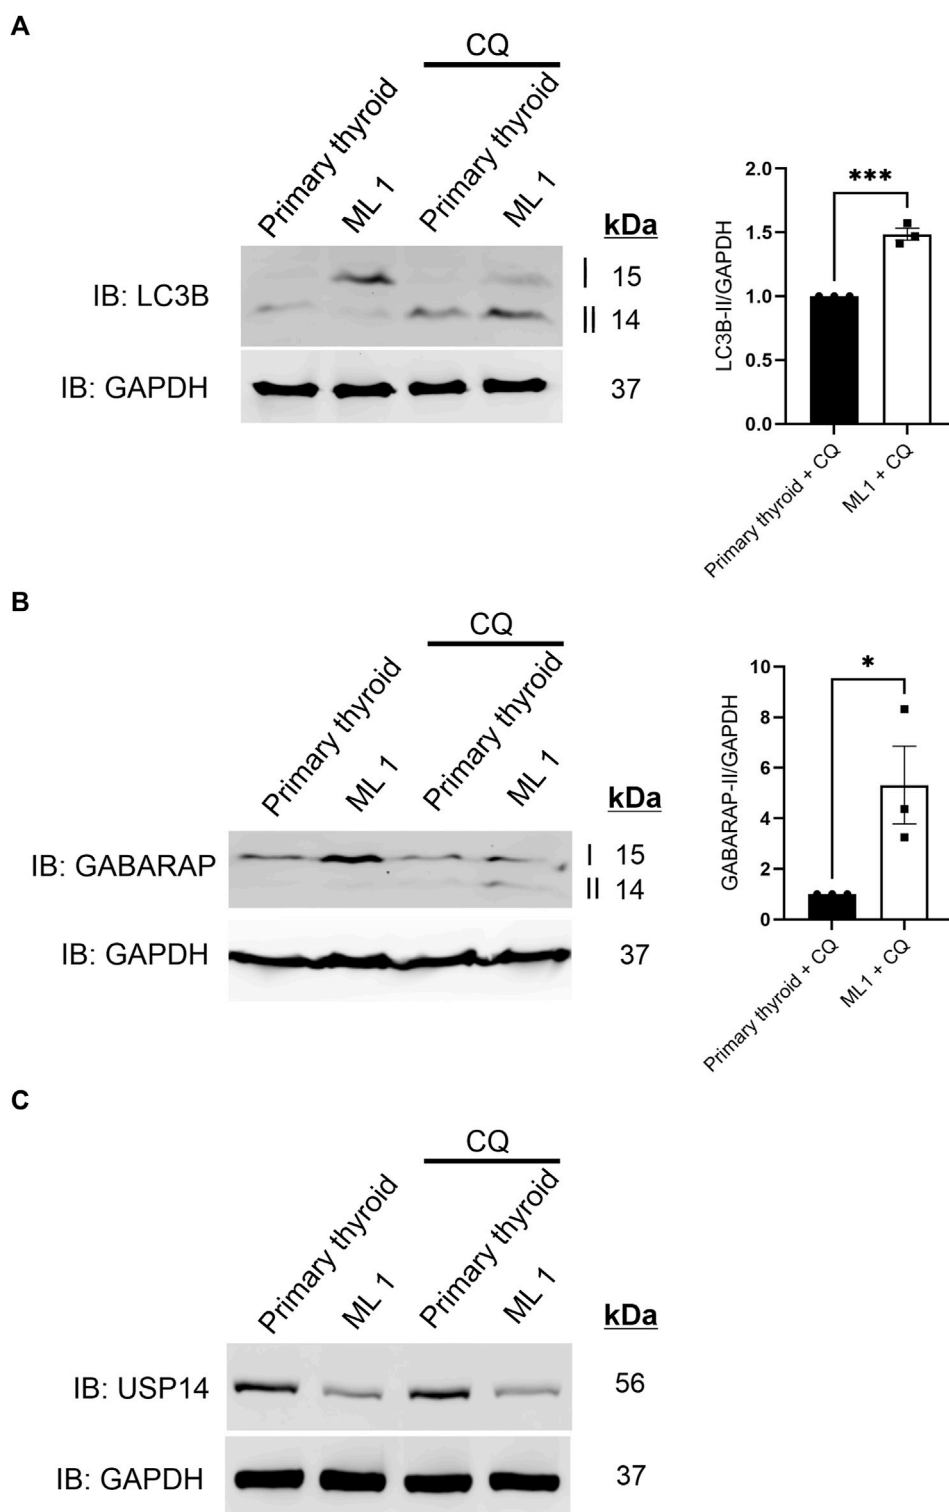 A
CQ
Primary thyroid
ML 1
Primary thyroid
ML 1
kDa
IB: LC3B
I 15
II 14
IB: GAPDH
37
***
LC3B-II/GAPDH
2.0
1.5
1.0
0.5
0.0
Primary thyroid + CQ
ML1 + CQ
B
CQ
Primary thyroid
ML 1
Primary thyroid
ML 1
kDa
IB: GABARAP
I 15
II 14
IB: GAPDH
37
*
GABARAP-II/GAPDH
10
8
6
4
2
0
Primary thyroid + CQ
ML1 + CQ
C
CQ
Primary thyroid
ML 1
Primary thyroid
ML 1
kDa
IB: USP14
56
IB: GAPDH
37